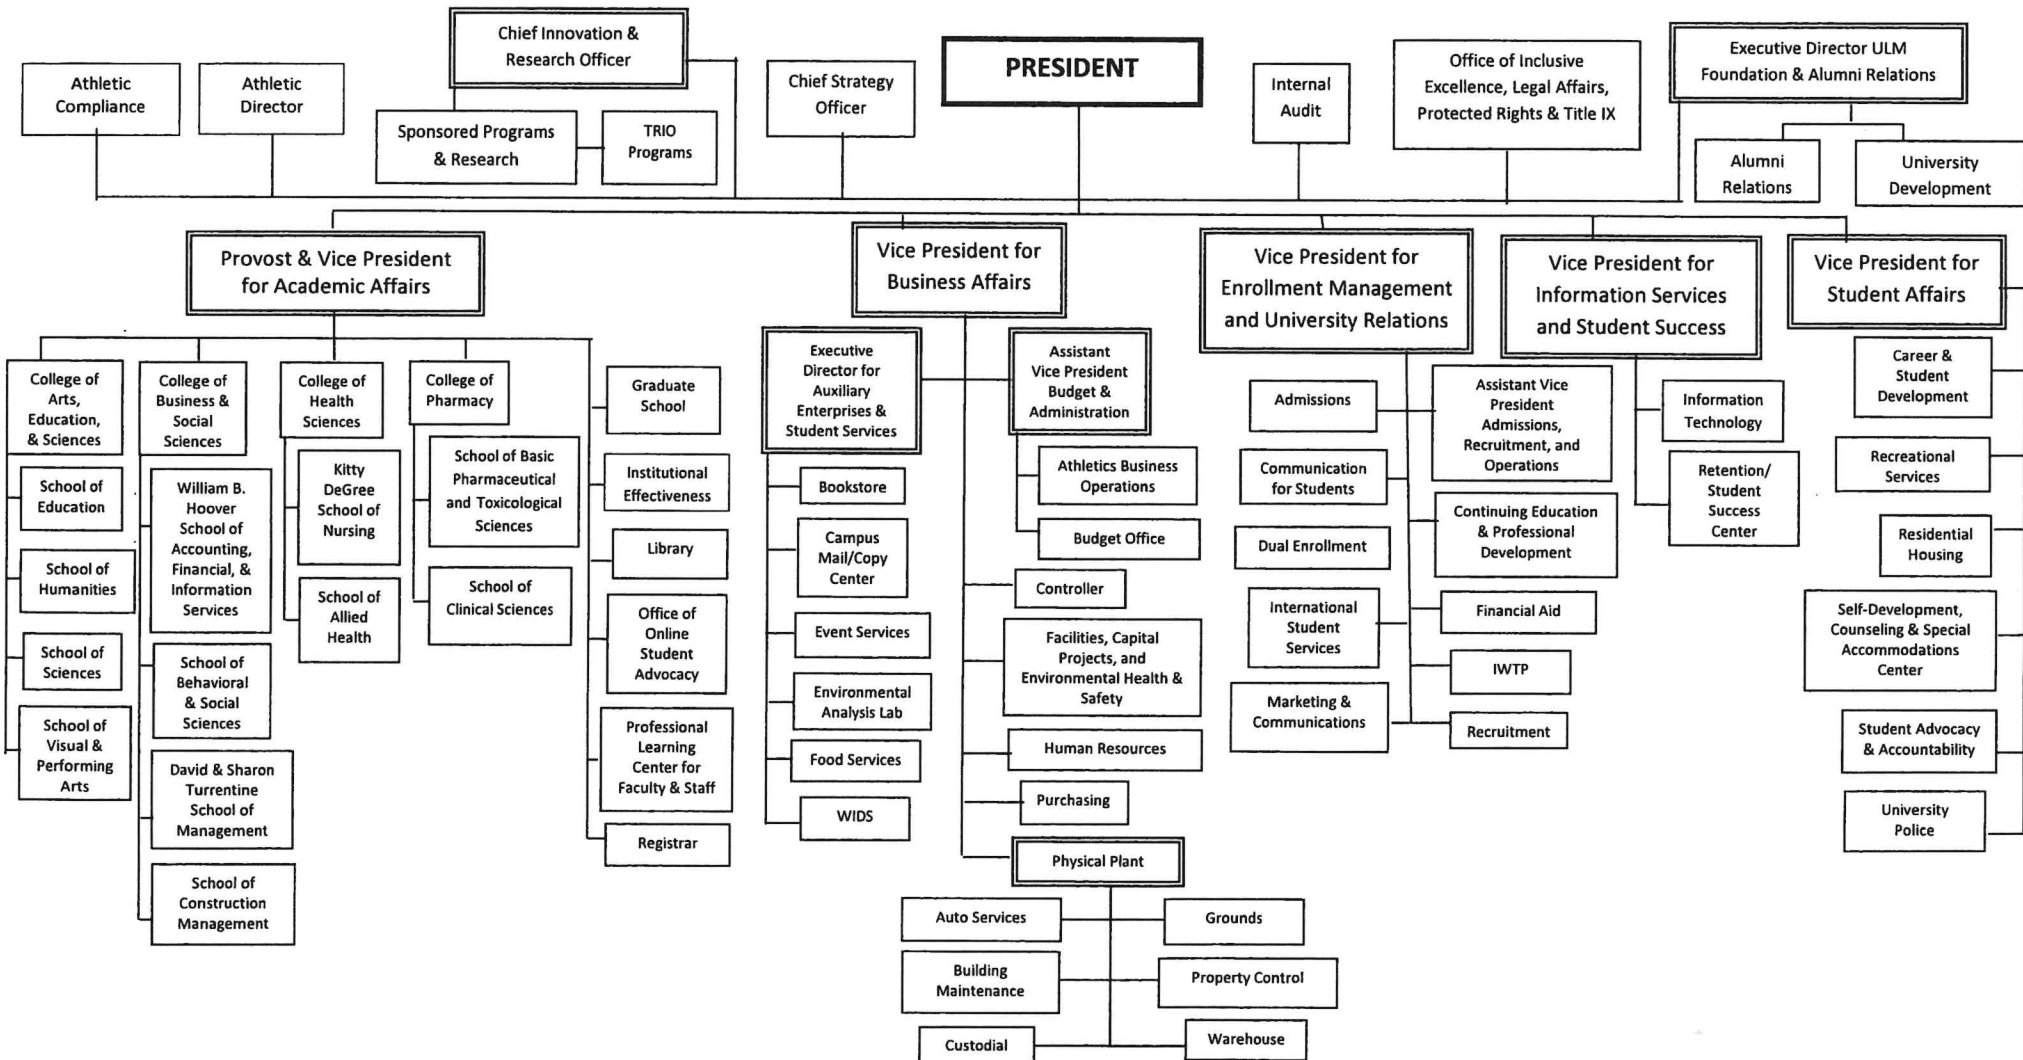 Chief Innovation &
Research Officer
PRESIDENT
Executive Director ULM
Foundation & Alumni Relations
Office of Inclusive
Excellence, Legal Affairs,
Protected Rights & Title IX
Athletic
Compliance
Athletic
Director
Chief Strategy
Officer
Internal
Audit
Sponsored Programs
& Research
TRIO
Programs
Alumni
Relations
University
Development
Provost & Vice President
for Academic Affairs
Vice President for
Business Affairs
Vice President for
Enrollment Management
and University Relations
Vice President for
Information Services
and Student Success
Vice President for
Student Affairs
College of
Arts,
Education,
& Sciences
School of
Education
School of
Humanities
School of
Sciences
School of
Visual &
Performing
Arts
College of
Business &
Social
Sciences
William B.
Hoover
School of
Accounting,
Financial, &
Information
Services
School of
Behavioral
& Social
Sciences
David & Sharon
Turrentine
School of
Management
School of
Construction
Management
College of
Health
Sciences
Kitty
DeGree
School of
Nursing
School of
Allied
Health
College of
Pharmacy
School of Basic
Pharmaceutical
and Toxicological
Sciences
School of
Clinical Sciences
Graduate
School
Institutional
Effectiveness
Library
Office of
Online
Student
Advocacy
Professional
Learning
Center for
Faculty & Staff
Registrar
Executive
Director for
Auxiliary
Enterprises &
Student Services
Bookstore
Campus
Mail/Copy
Center
Event Services
Environmental
Analysis Lab
Food Services
WIDS
Assistant
Vice President
Budget &
Administration
Athletics Business
Operations
Budget Office
Controller
Facilities, Capital
Projects, and
Environmental Health &
Safety
Human Resources
Purchasing
Physical Plant
Auto Services
Grounds
Building
Maintenance
Property Control
Custodial
Warehouse
Admissions
Communication
for Students
Dual Enrollment
International
Student
Services
Marketing &
Communications
Assistant Vice
President
Admissions,
Recruitment, and
Operations
Continuing Education
& Professional
Development
Financial Aid
IWTP
Recruitment
Information
Technology
Retention/
Student
Success
Center
Career &
Student
Development
Recreational
Services
Residential
Housing
Self-Development,
Counseling & Special
Accommodations
Center
Student Advocacy
& Accountability
University
Police